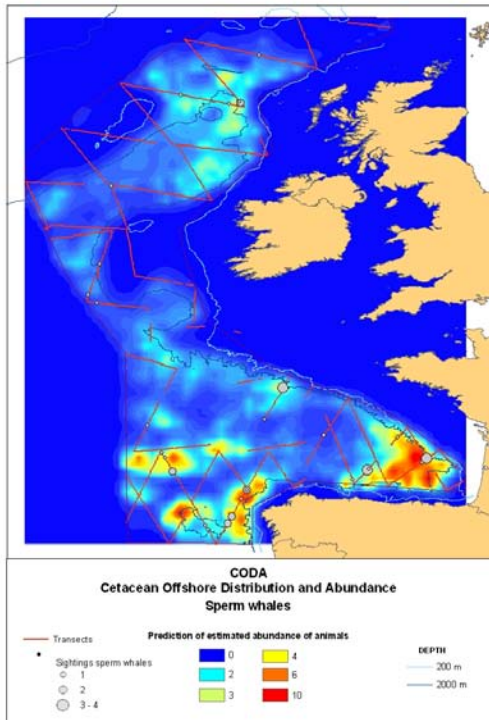 CODA
Cetacean Offshore Distribution and Abundance
Sperm whales
Transects
Sightings sperm whales
1
2
3 - 4
Prediction of estimated abundance of animals
0
2
3
4
6
10
DEPTH
200 m
2000 m